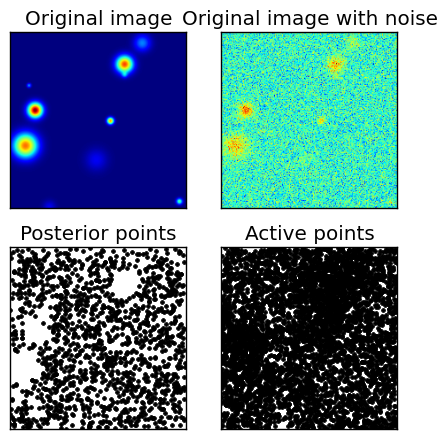 Original image
Original image with noise
Posterior points
Active points